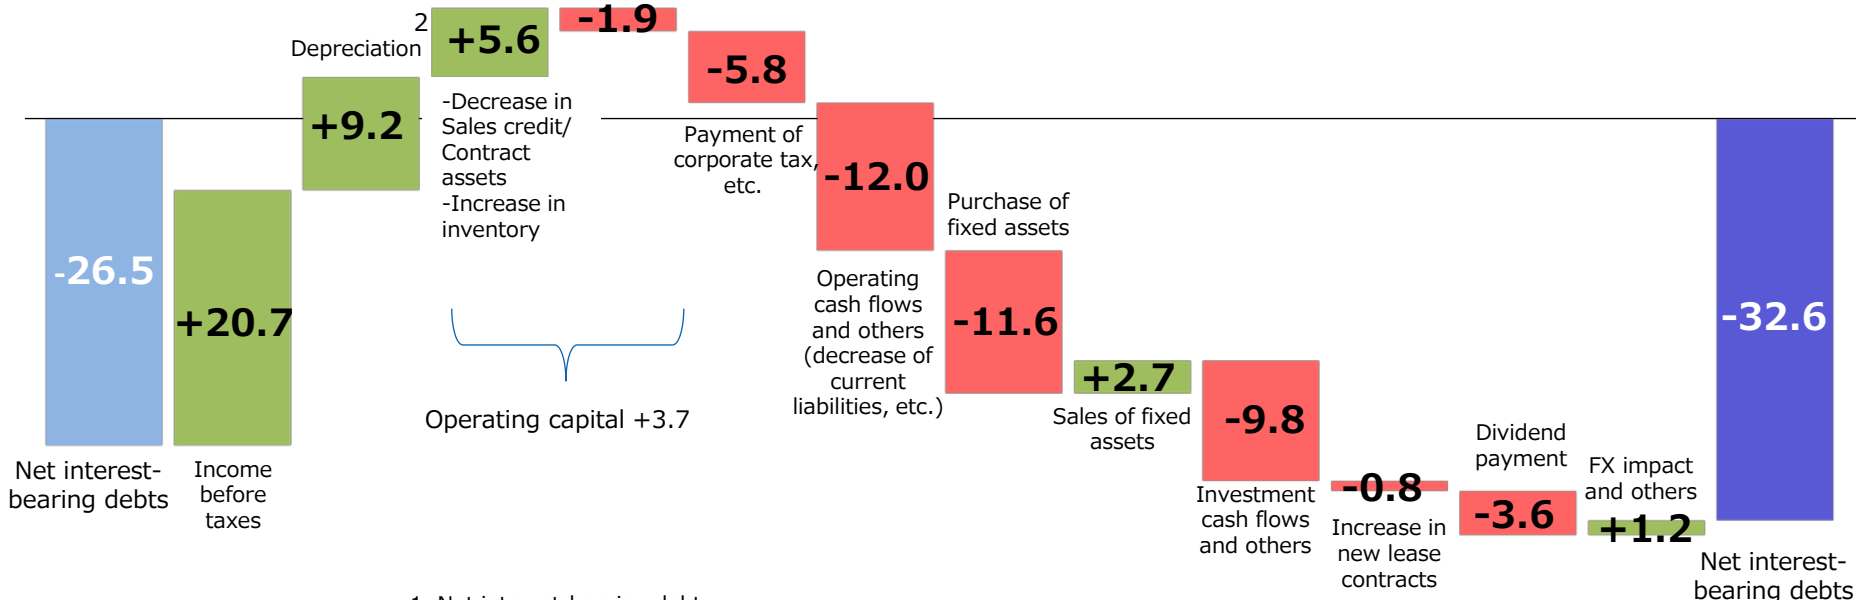 -26.5
Net interest-
bearing debts
+20.7
Income
before
taxes
Depreciation
+9.2
2
+5.6
-Decrease in
Sales credit/
Contract
assets
-Increase in
inventory
-1.9
Operating capital +3.7
-5.8
Payment of
corporate tax,
etc.
-12.0
Operating
cash flows
and others
(decrease of
current
liabilities, etc.)
Purchase of
fixed assets
-11.6
+2.7
Sales of fixed
assets
-9.8
Investment
cash flows
and others
-0.8
Increase in
new lease
contracts
Dividend
payment
-3.6
FX impact
and others
+1.2
-32.6
Net interest-
bearing debts